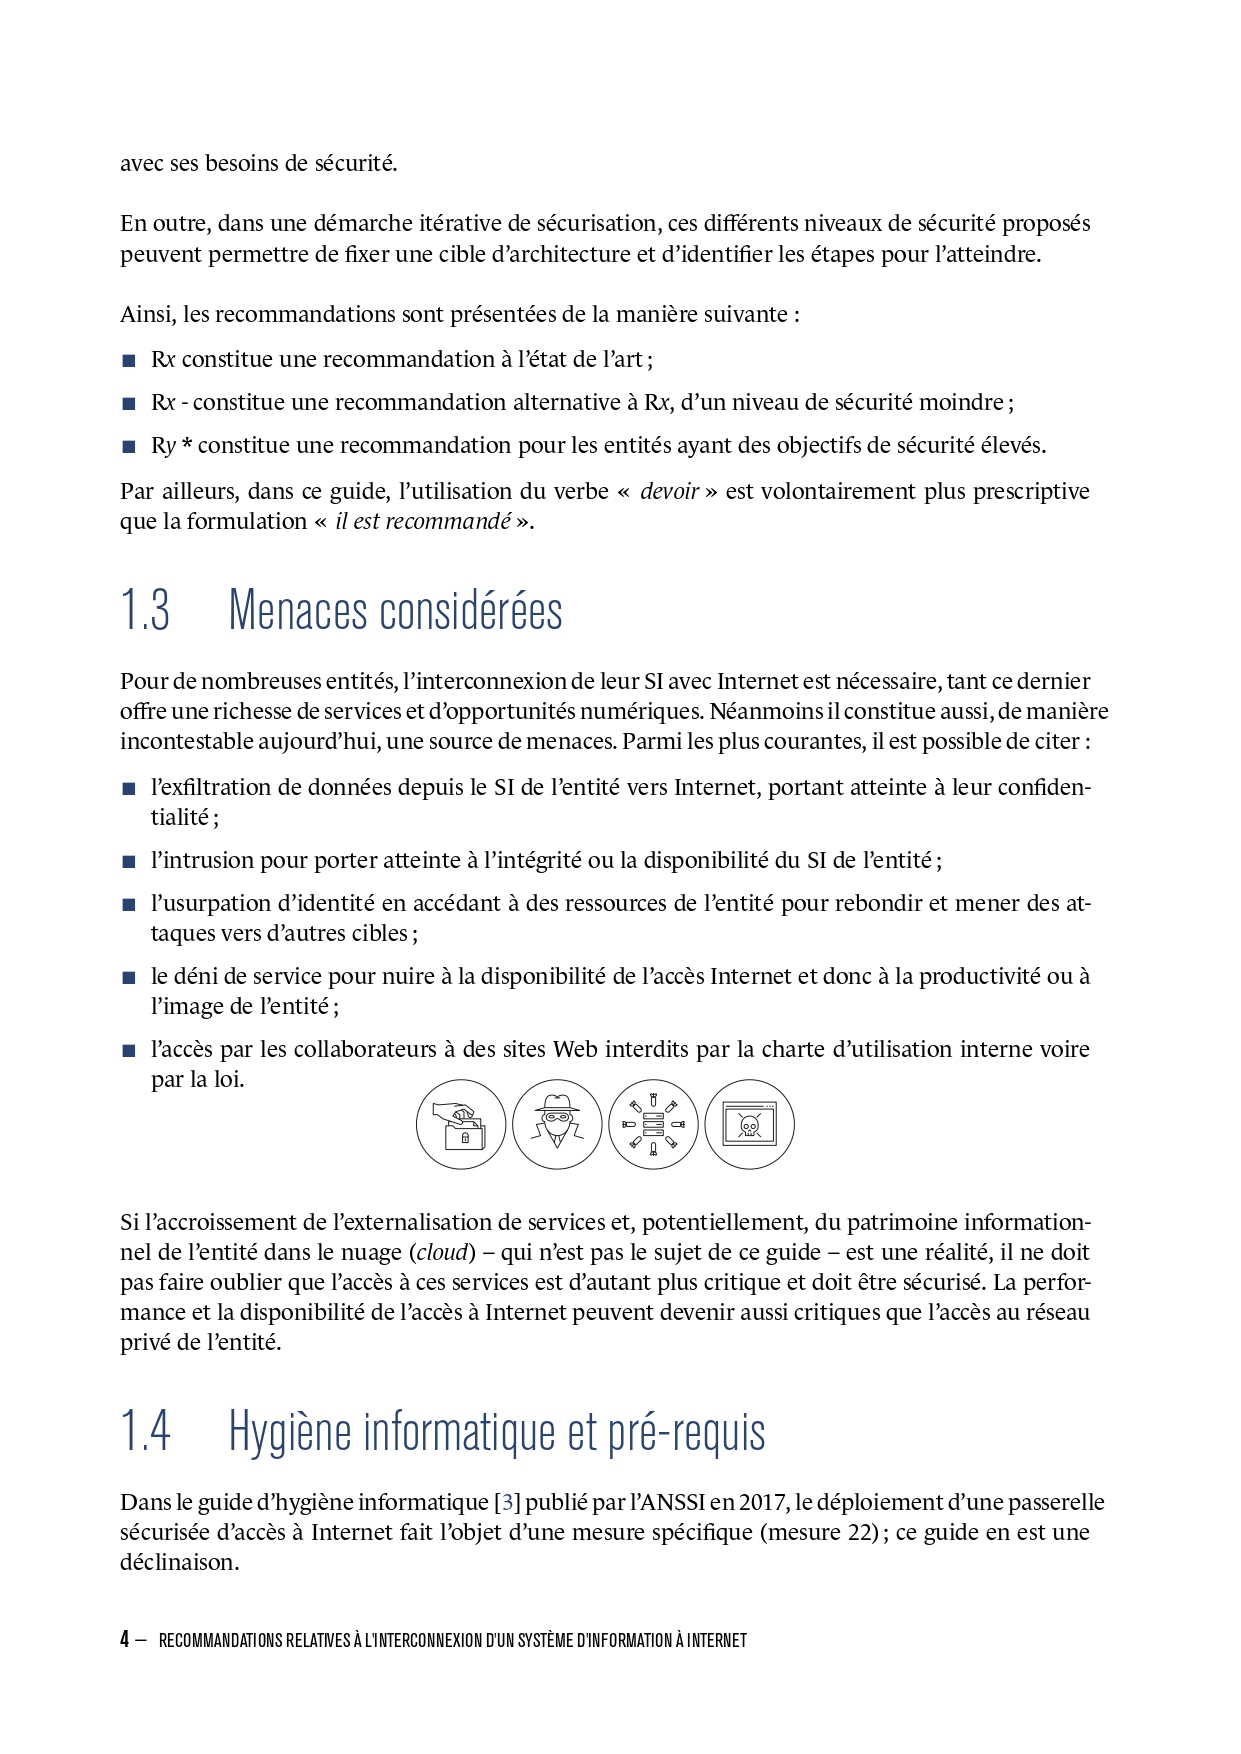 avec ses besoins de sécurité.
En outre, dans une démarche itérative de sécurisation, ces différents niveaux de sécurité proposés
peuvent permettre de fixer une cible d'architecture et d'identifier les étapes pour l'atteindre.
Ainsi, les recommandations sont présentées de la manière suivante :
■ Rx constitue une recommandation à l'état de l'art ;
■ Rx - constitue une recommandation alternative à Rx, d'un niveau de sécurité moindre ;
■ Ry * constitue une recommandation pour les entités ayant des objectifs de sécurité élevés.
Par ailleurs, dans ce guide, l'utilisation du verbe « devoir » est volontairement plus prescriptive
que la formulation « il est recommandé ».
1.3 Menaces considérées
Pour de nombreuses entités, l'interconnexion de leur SI avec Internet est nécessaire, tant ce dernier
offre une richesse de services et d'opportunités numériques. Néanmoins il constitue aussi, de manière
incontestable aujourd'hui, une source de menaces. Parmi les plus courantes, il est possible de citer :
■ l'exfiltration de données depuis le SI de l'entité vers Internet, portant atteinte à leur confiden-
tialité ;
■ l'intrusion pour porter atteinte à l'intégrité ou la disponibilité du SI de l'entité ;
■ l'usurpation d'identité en accédant à des ressources de l'entité pour rebondir et mener des at-
taques vers d'autres cibles ;
■ le déni de service pour nuire à la disponibilité de l'accès Internet et donc à la productivité ou à
l'image de l'entité ;
■ l'accès par les collaborateurs à des sites Web interdits par la charte d'utilisation interne voire
par la loi.
Si l'accroissement de l'externalisation de services et, potentiellement, du patrimoine information-
nel de l'entité dans le nuage (cloud) – qui n'est pas le sujet de ce guide – est une réalité, il ne doit
pas faire oublier que l'accès à ces services est d'autant plus critique et doit être sécurisé. La perfor-
mance et la disponibilité de l'accès à Internet peuvent devenir aussi critiques que l'accès au réseau
privé de l'entité.
1.4 Hygiène informatique et pré-requis
Dans le guide d'hygiène informatique [3] publié par l'ANSSI en 2017, le déploiement d'une passerelle
sécurisée d'accès à Internet fait l'objet d'une mesure spécifique (mesure 22) ; ce guide en est une
déclinaison.
4 – RECOMMANDATIONS RELATIVES À L'INTERCONNEXION D'UN SYSTÈME D'INFORMATION À INTERNET